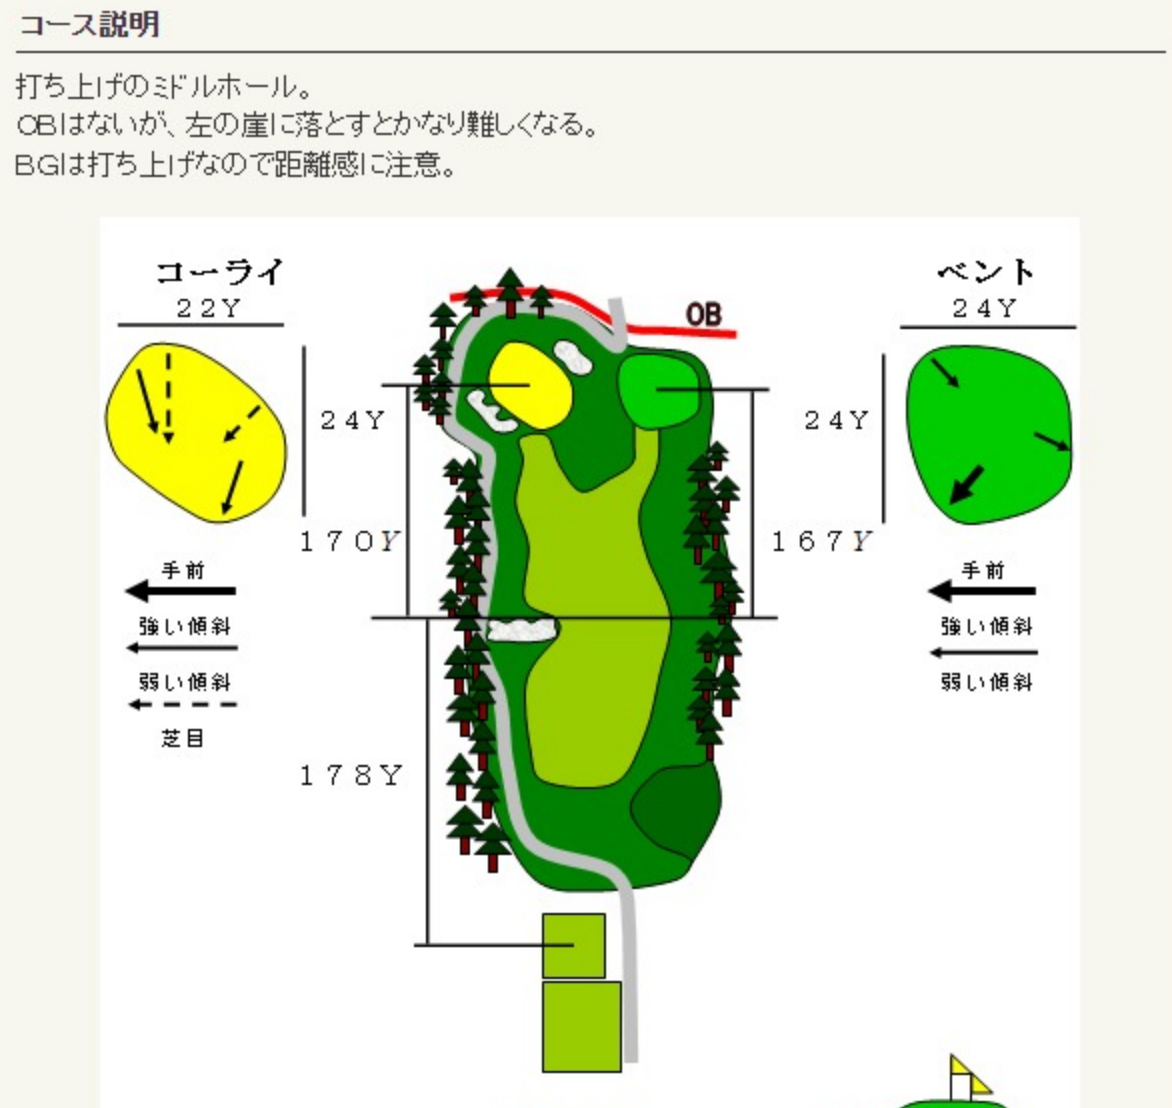 コース説明
打ち上げのミドルホール。
OBはないが、左の崖に落とすとかなり難しくなる。
BGは打ち上げなので距離感に注意。
コーライ
22Y
ベント
24Y
OB
24Y
24Y
170Y
167Y
手前
強い傾斜
弱い傾斜
芝目
手前
強い傾斜
弱い傾斜
178Y